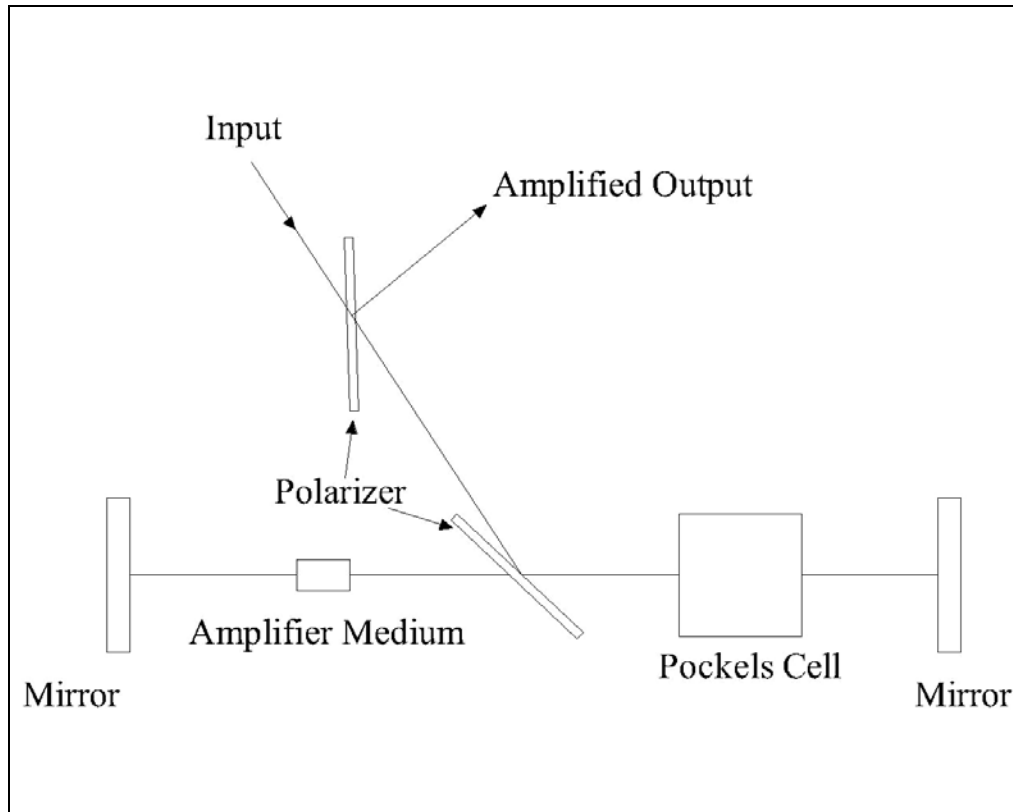 Input
Amplified Output
Polarizer
Amplifier Medium
Pockels Cell
Mirror
Mirror